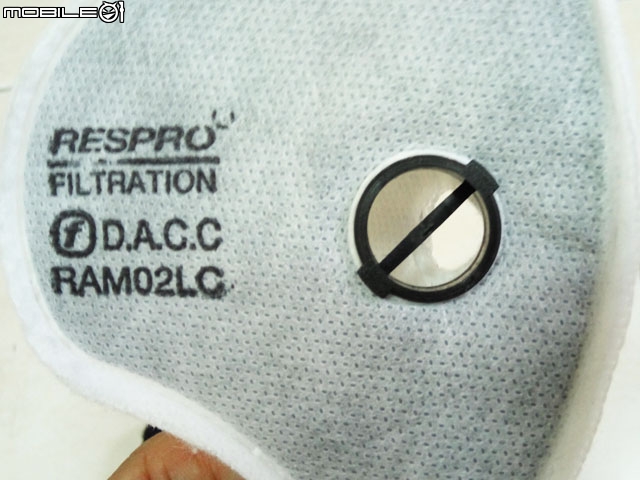 MOBILE01
RESPRO
FILTRATION
f D.A.C.C
RAM02LC